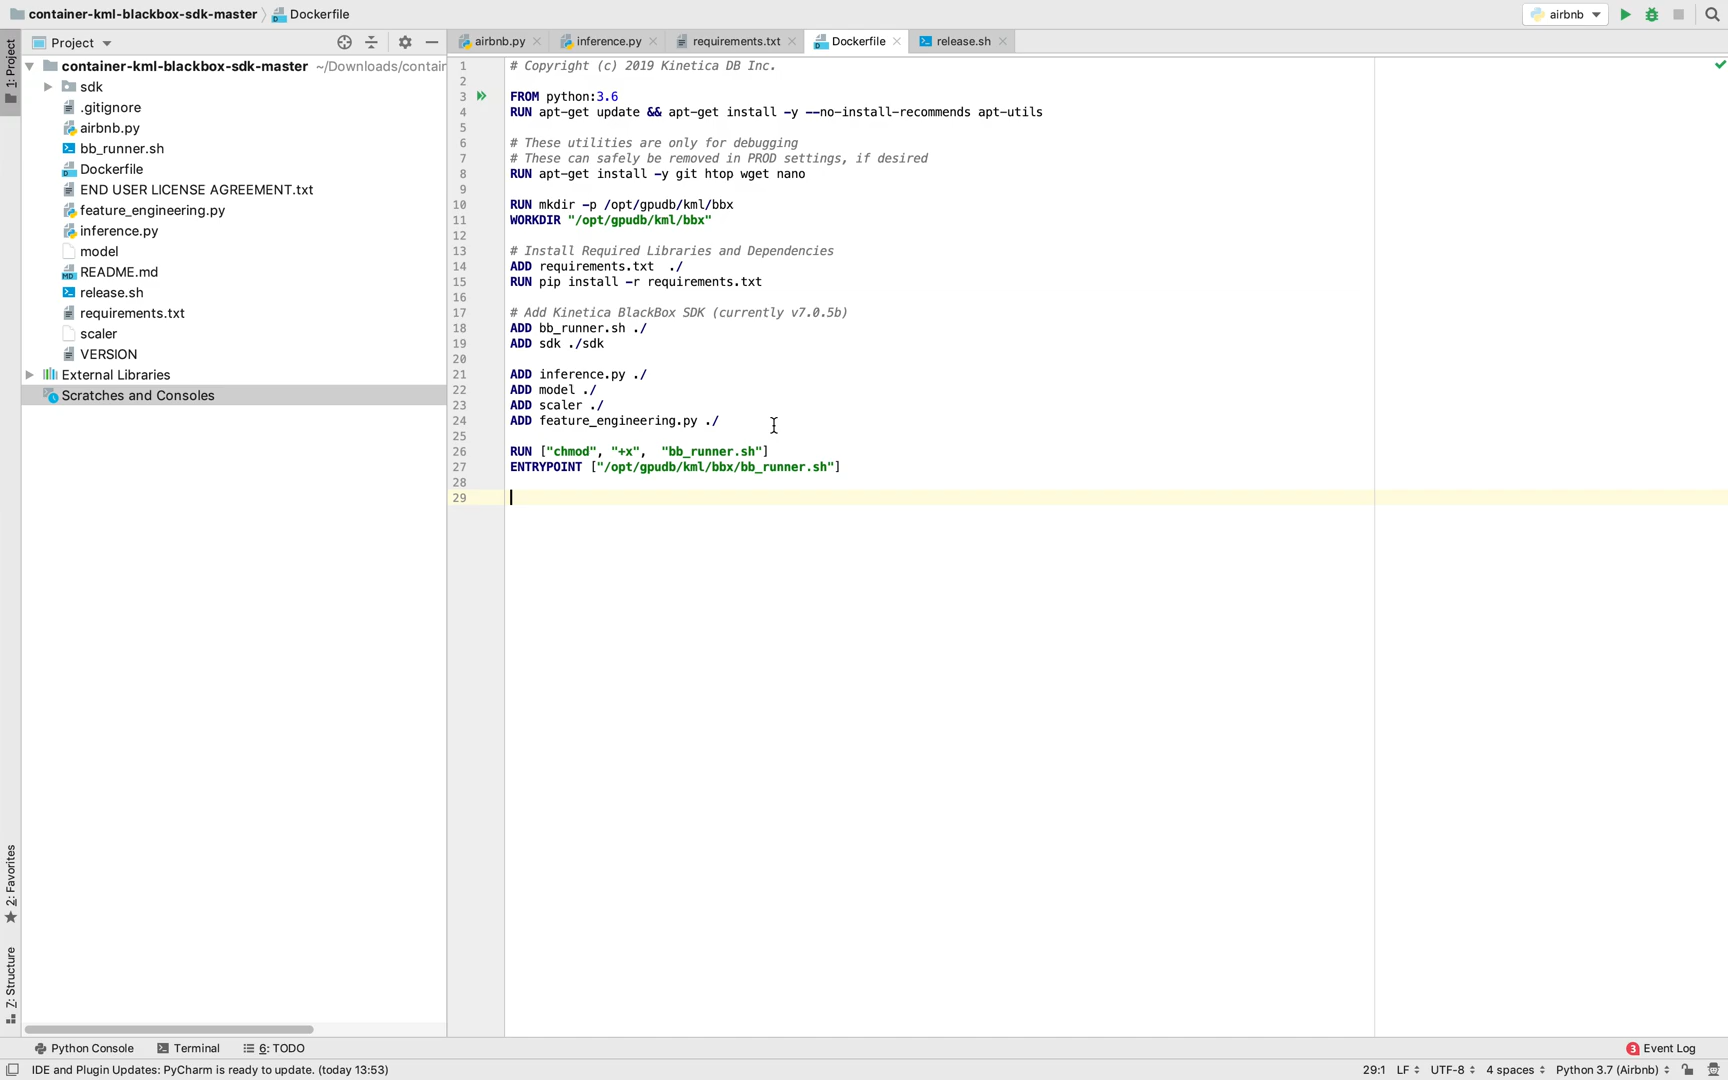 container-kml-blackbox-sdk-master
Dockerfile
airbnb
1: Project
Project
airbnb.py
inference.py
requirements.txt
Dockerfile
release.sh
container-kml-blackbox-sdk-master ~/Downloads/contair
sdk
.gitignore
airbnb.py
bb_runner.sh
Dockerfile
END USER LICENSE AGREEMENT.txt
feature_engineering.py
inference.py
model
README.md
release.sh
requirements.txt
scaler
VERSION
External Libraries
Scratches and Consoles
1 # Copyright (c) 2019 Kinetica DB Inc.
2
3 FROM python:3.6
4 RUN apt-get update && apt-get install -y --no-install-recommends apt-utils
5
6 # These utilities are only for debugging
7 # These can safely be removed in PROD settings, if desired
8 RUN apt-get install -y git htop wget nano
9
10 RUN mkdir -p /opt/gpudb/kml/bbx
11 WORKDIR "/opt/gpudb/kml/bbx"
12
13 # Install Required Libraries and Dependencies
14 ADD requirements.txt  ./
15 RUN pip install -r requirements.txt
16
17 # Add Kinetica BlackBox SDK (currently v7.0.5b)
18 ADD bb_runner.sh ./
19 ADD sdk ./sdk
20
21 ADD inference.py ./
22 ADD model ./
23 ADD scaler ./
24 ADD feature_engineering.py ./
25
26 RUN ["chmod", "+x",  "bb_runner.sh"]
27 ENTRYPOINT ["/opt/gpudb/kml/bbx/bb_runner.sh"]
28
29
2: Favorites
7: Structure
Python Console
Terminal
6: TODO
3 Event Log
IDE and Plugin Updates: PyCharm is ready to update. (today 13:53)
29:1 LF UTF-8 4 spaces Python 3.7 (Airbnb)